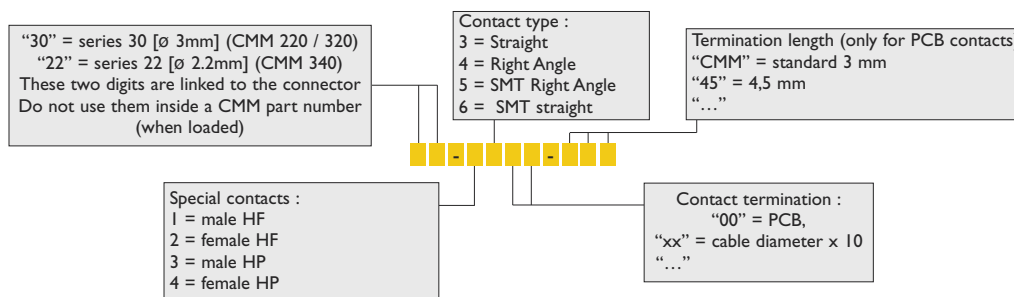 “30” = series 30 [ø 3mm] (CMM 220 / 320)
“22” = series 22 [ø 2.2mm] (CMM 340)
These two digits are linked to the connector
Do not use them inside a CMM part number
(when loaded)
Contact type :
3 = Straight
4 = Right Angle
5 = SMT Right Angle
6 = SMT straight
Termination length (only for PCB contacts
“CMM” = standard 3 mm
“45” = 4,5 mm
“...”
- -
Special contacts :
1 = male HF
2 = female HF
3 = male HP
4 = female HP
Contact termination :
“00” = PCB,
“xx” = cable diameter x 10
“...”